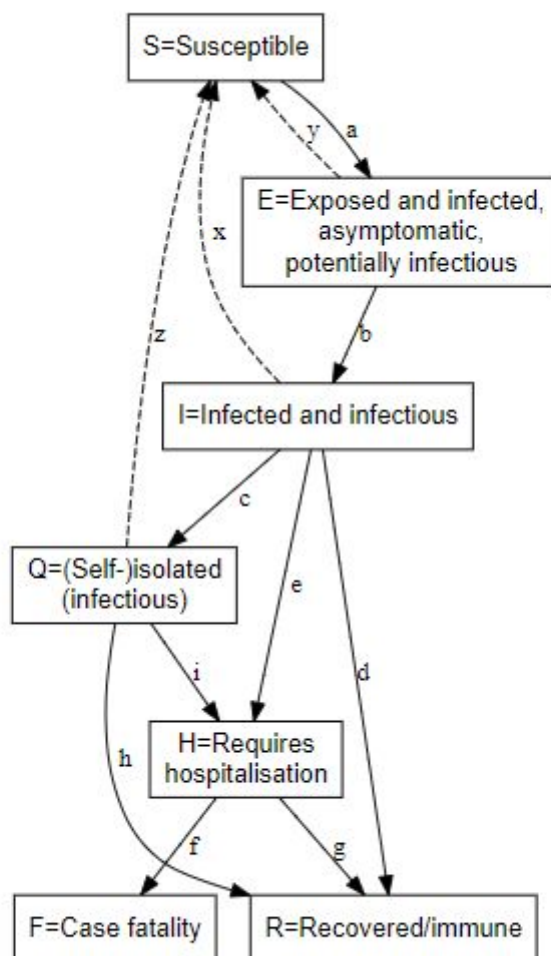 S=Susceptible
a
y
E=Exposed and infected,
asymptomatic,
potentially infectious
x
z
b
I=Infected and infectious
c
Q=(Self-)isolated
(infectious)
e
i
d
H=Requires
hospitalisation
h
f
g
F=Case fatality
R=Recovered/immune